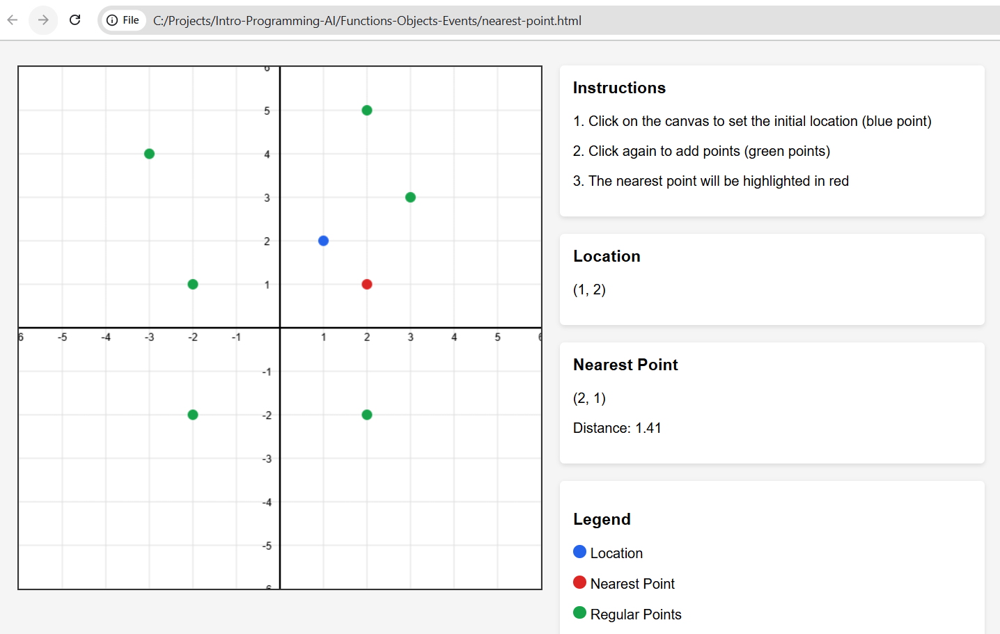 File C:/Projects/Intro-Programming-AI/Functions-Objects-Events/nearest-point.html
6
5
4
3
2
1
6 -5 -4 -3 -2 -1 1 2 3 4 5 6
-1
-2
-3
-4
-5
Instructions
1. Click on the canvas to set the initial location (blue point)
2. Click again to add points (green points)
3. The nearest point will be highlighted in red
Location
(1, 2)
Nearest Point
(2, 1)
Distance: 1.41
Legend
Location
Nearest Point
Regular Points